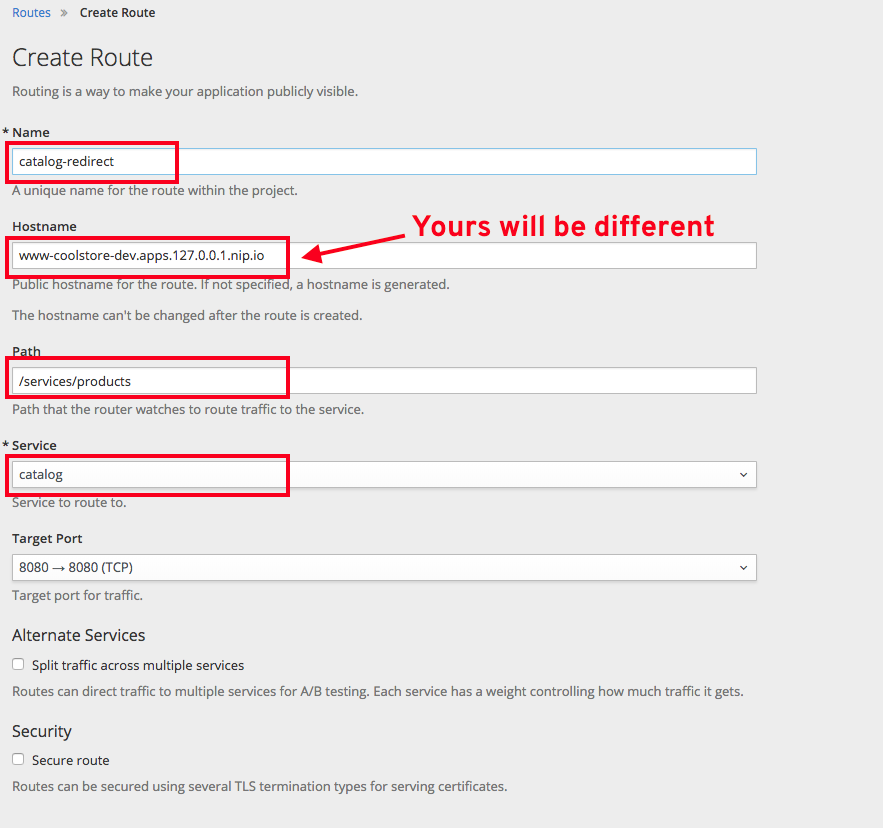 Routes » Create Route
Create Route
Routing is a way to make your application publicly visible.
* Name
catalog-redirect
A unique name for the route within the project.
Hostname
Yours will be different
www-coolstore-dev.apps.127.0.0.1.nip.io
Public hostname for the route. If not specified, a hostname is generated.
The hostname can't be changed after the route is created.
Path
/services/products
Path that the router watches to route traffic to the service.
* Service
catalog
Service to route to.
Target Port
8080 → 8080 (TCP)
Target port for traffic.
Alternate Services
Split traffic across multiple services
Routes can direct traffic to multiple services for A/B testing. Each service has a weight controlling how much traffic it gets.
Security
Secure route
Routes can be secured using several TLS termination types for serving certificates.